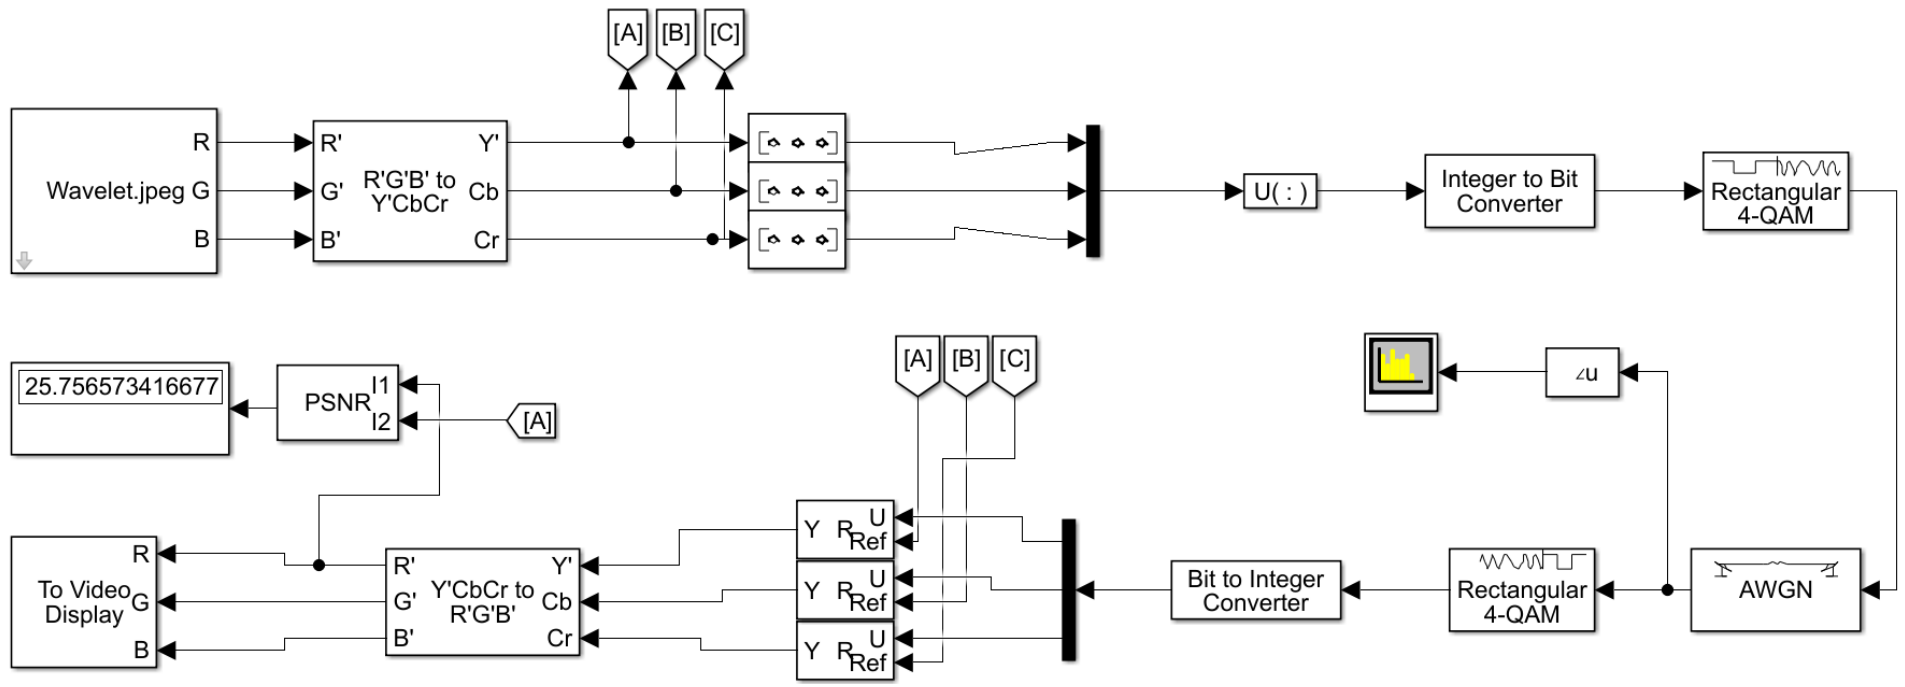 [A] [B] [C]
Wavelet.jpeg
R
G
B
R'
G'
B'
R'G'B' to
Y'CbCr
Y'
Cb
Cr
U( : )
Integer to Bit
Converter
Rectangular
4-QAM
25.756573416677
PSNR
I1
I2
[A]
[A] [B] [C]
∠u
To Video
Display
R
G
B
R'
G'
B'
Y'CbCr to
R'G'B'
Y'
Cb
Cr
Y R U
Ref
Y R U
Ref
Y R U
Ref
Bit to Integer
Converter
Rectangular
4-QAM
AWGN